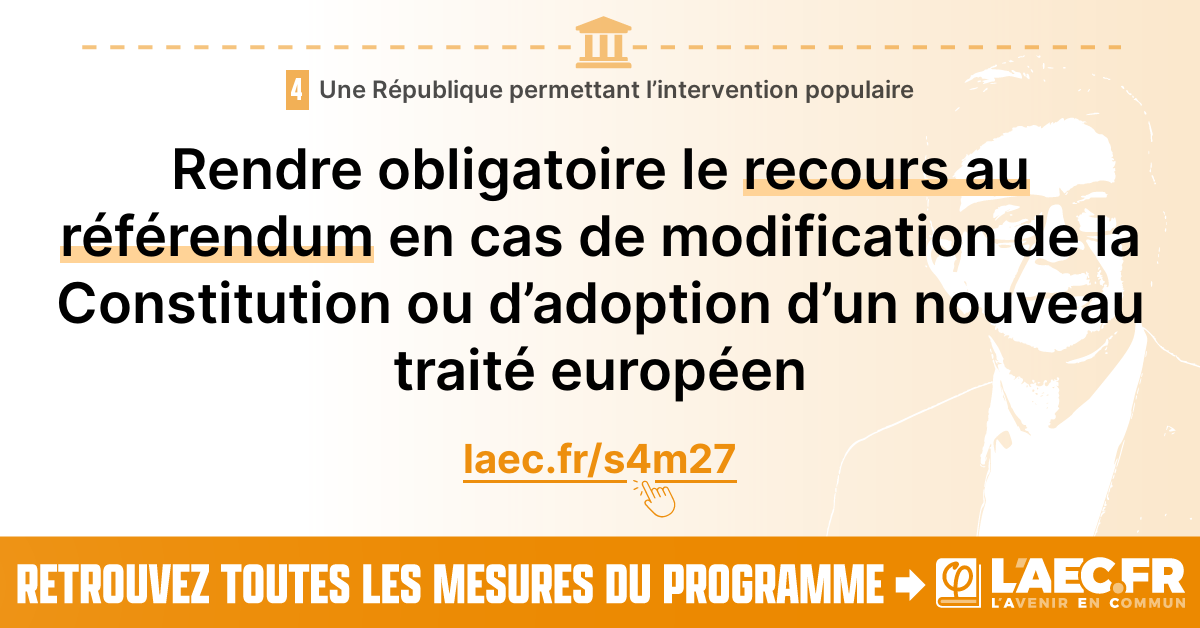 4 Une République permettant l’intervention populaire
Rendre obligatoire le recours au
référendum en cas de modification de la
Constitution ou d’adoption d’un nouveau
traité européen
laec.fr/s4m27
RETROUVEZ TOUTES LES MESURES DU PROGRAMME
φ L'AEC.FR
L'AVENIR EN COMMUN